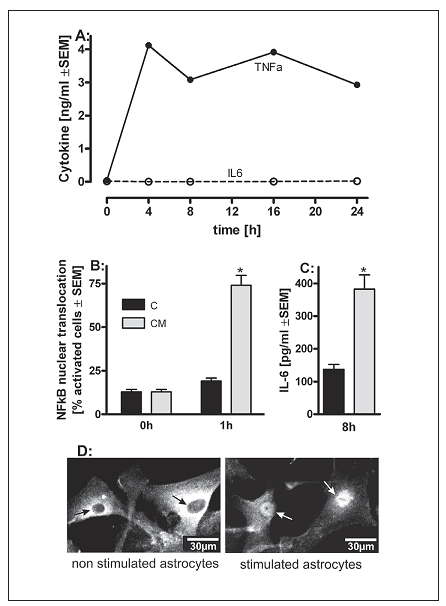 A:
Cytokine [ng/ml ±SEM]
4
3
2
1
0
TNFa
IL6
0 4 8 12 16 20 24
time [h]
B:
NFkB nuclear translocation
[% activated cells ± SEM]
75
50
25
0
C
CM
*
0h 1h
C:
IL-6 [pg/ml ±SEM]
400
300
200
100
0
*
8h
D:
30µm
30µm
non stimulated astrocytes
stimulated astrocytes